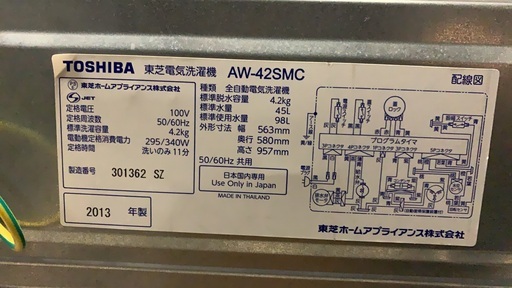 TOSHIBA 東芝電気洗濯機 AW-42SMC
配線図
東芝ホームアプライアンス株式会社
JET
定格電圧 100V
定格周波数 50/60Hz
標準洗濯容量 4.2kg
電動機定格消費電力 295/340W
定格時間 洗いのみ 11分
製造番号 301362 SZ
2013 年製
種類 全自動電気洗濯機
標準脱水容量 4.2kg
標準水量 45L
標準使用水量 98L
外形寸法 幅 563mm
奥行 580mm
高さ 957mm
50/60Hz 共用
日本国内専用
Use Only in Japan
MADE IN THAILAND
プログラムタイマ
東芝ホームアプライアンス株式会社